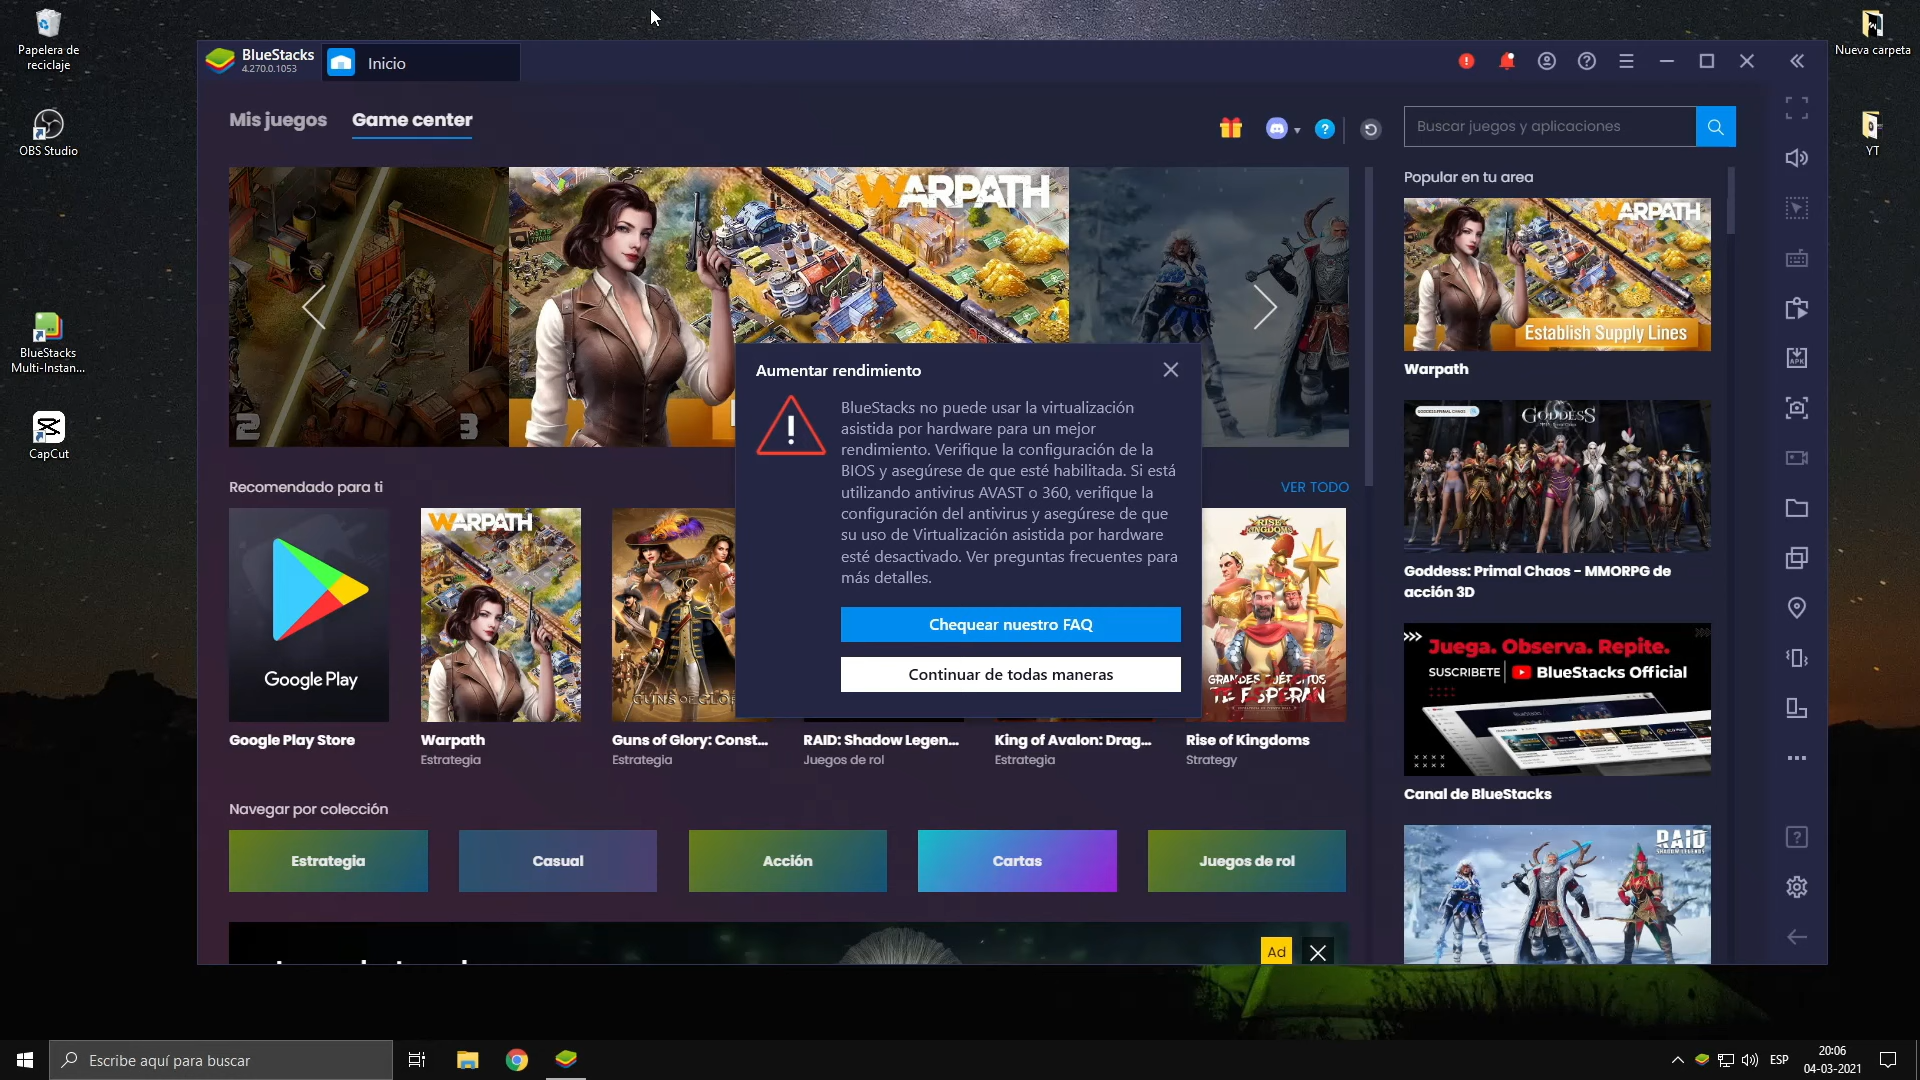 Papelera de
reciclaje
OBS Studio
BlueStacks
Multi-Instan...
CapCut
Nueva carpeta
YT
BlueStacks
4.270.0.1053
Inicio
Mis juegos
Game center
Buscar juegos y aplicaciones
WARPATH
2
3
Popular en tu area
WARPATH
Establish Supply Lines
Warpath
GODDESS
Goddess: Primal Chaos - MMORPG de
acción 3D
Juega. Observa. Repite.
SUSCRIBETE
BlueStacks Official
Canal de BlueStacks
RAID
SHADOW LEGENDS
Aumentar rendimiento
BlueStacks no puede usar la virtualización
asistida por hardware para un mejor
rendimiento. Verifique la configuración de la
BIOS y asegúrese de que esté habilitada. Si está
utilizando antivirus AVAST o 360, verifique la
configuración del antivirus y asegúrese de que
su uso de Virtualización asistida por hardware
esté desactivado. Ver preguntas frecuentes para
más detalles.
Chequear nuestro FAQ
Continuar de todas maneras
Recomendado para ti
VER TODO
Google Play
WARPATH
GUNS OF GLOR
RISE OF
KINGDOMS
GRANDES EJÉRCITOS
TE ESPERAN
Google Play Store
Warpath
Estrategia
Guns of Glory: Const...
Estrategia
RAID: Shadow Legen...
Juegos de rol
King of Avalon: Drag...
Estrategia
Rise of Kingdoms
Strategy
Navegar por colección
Estrategia
Casual
Acción
Cartas
Juegos de rol
Ad
APK
Escribe aquí para buscar
ESP
20:06
04-03-2021